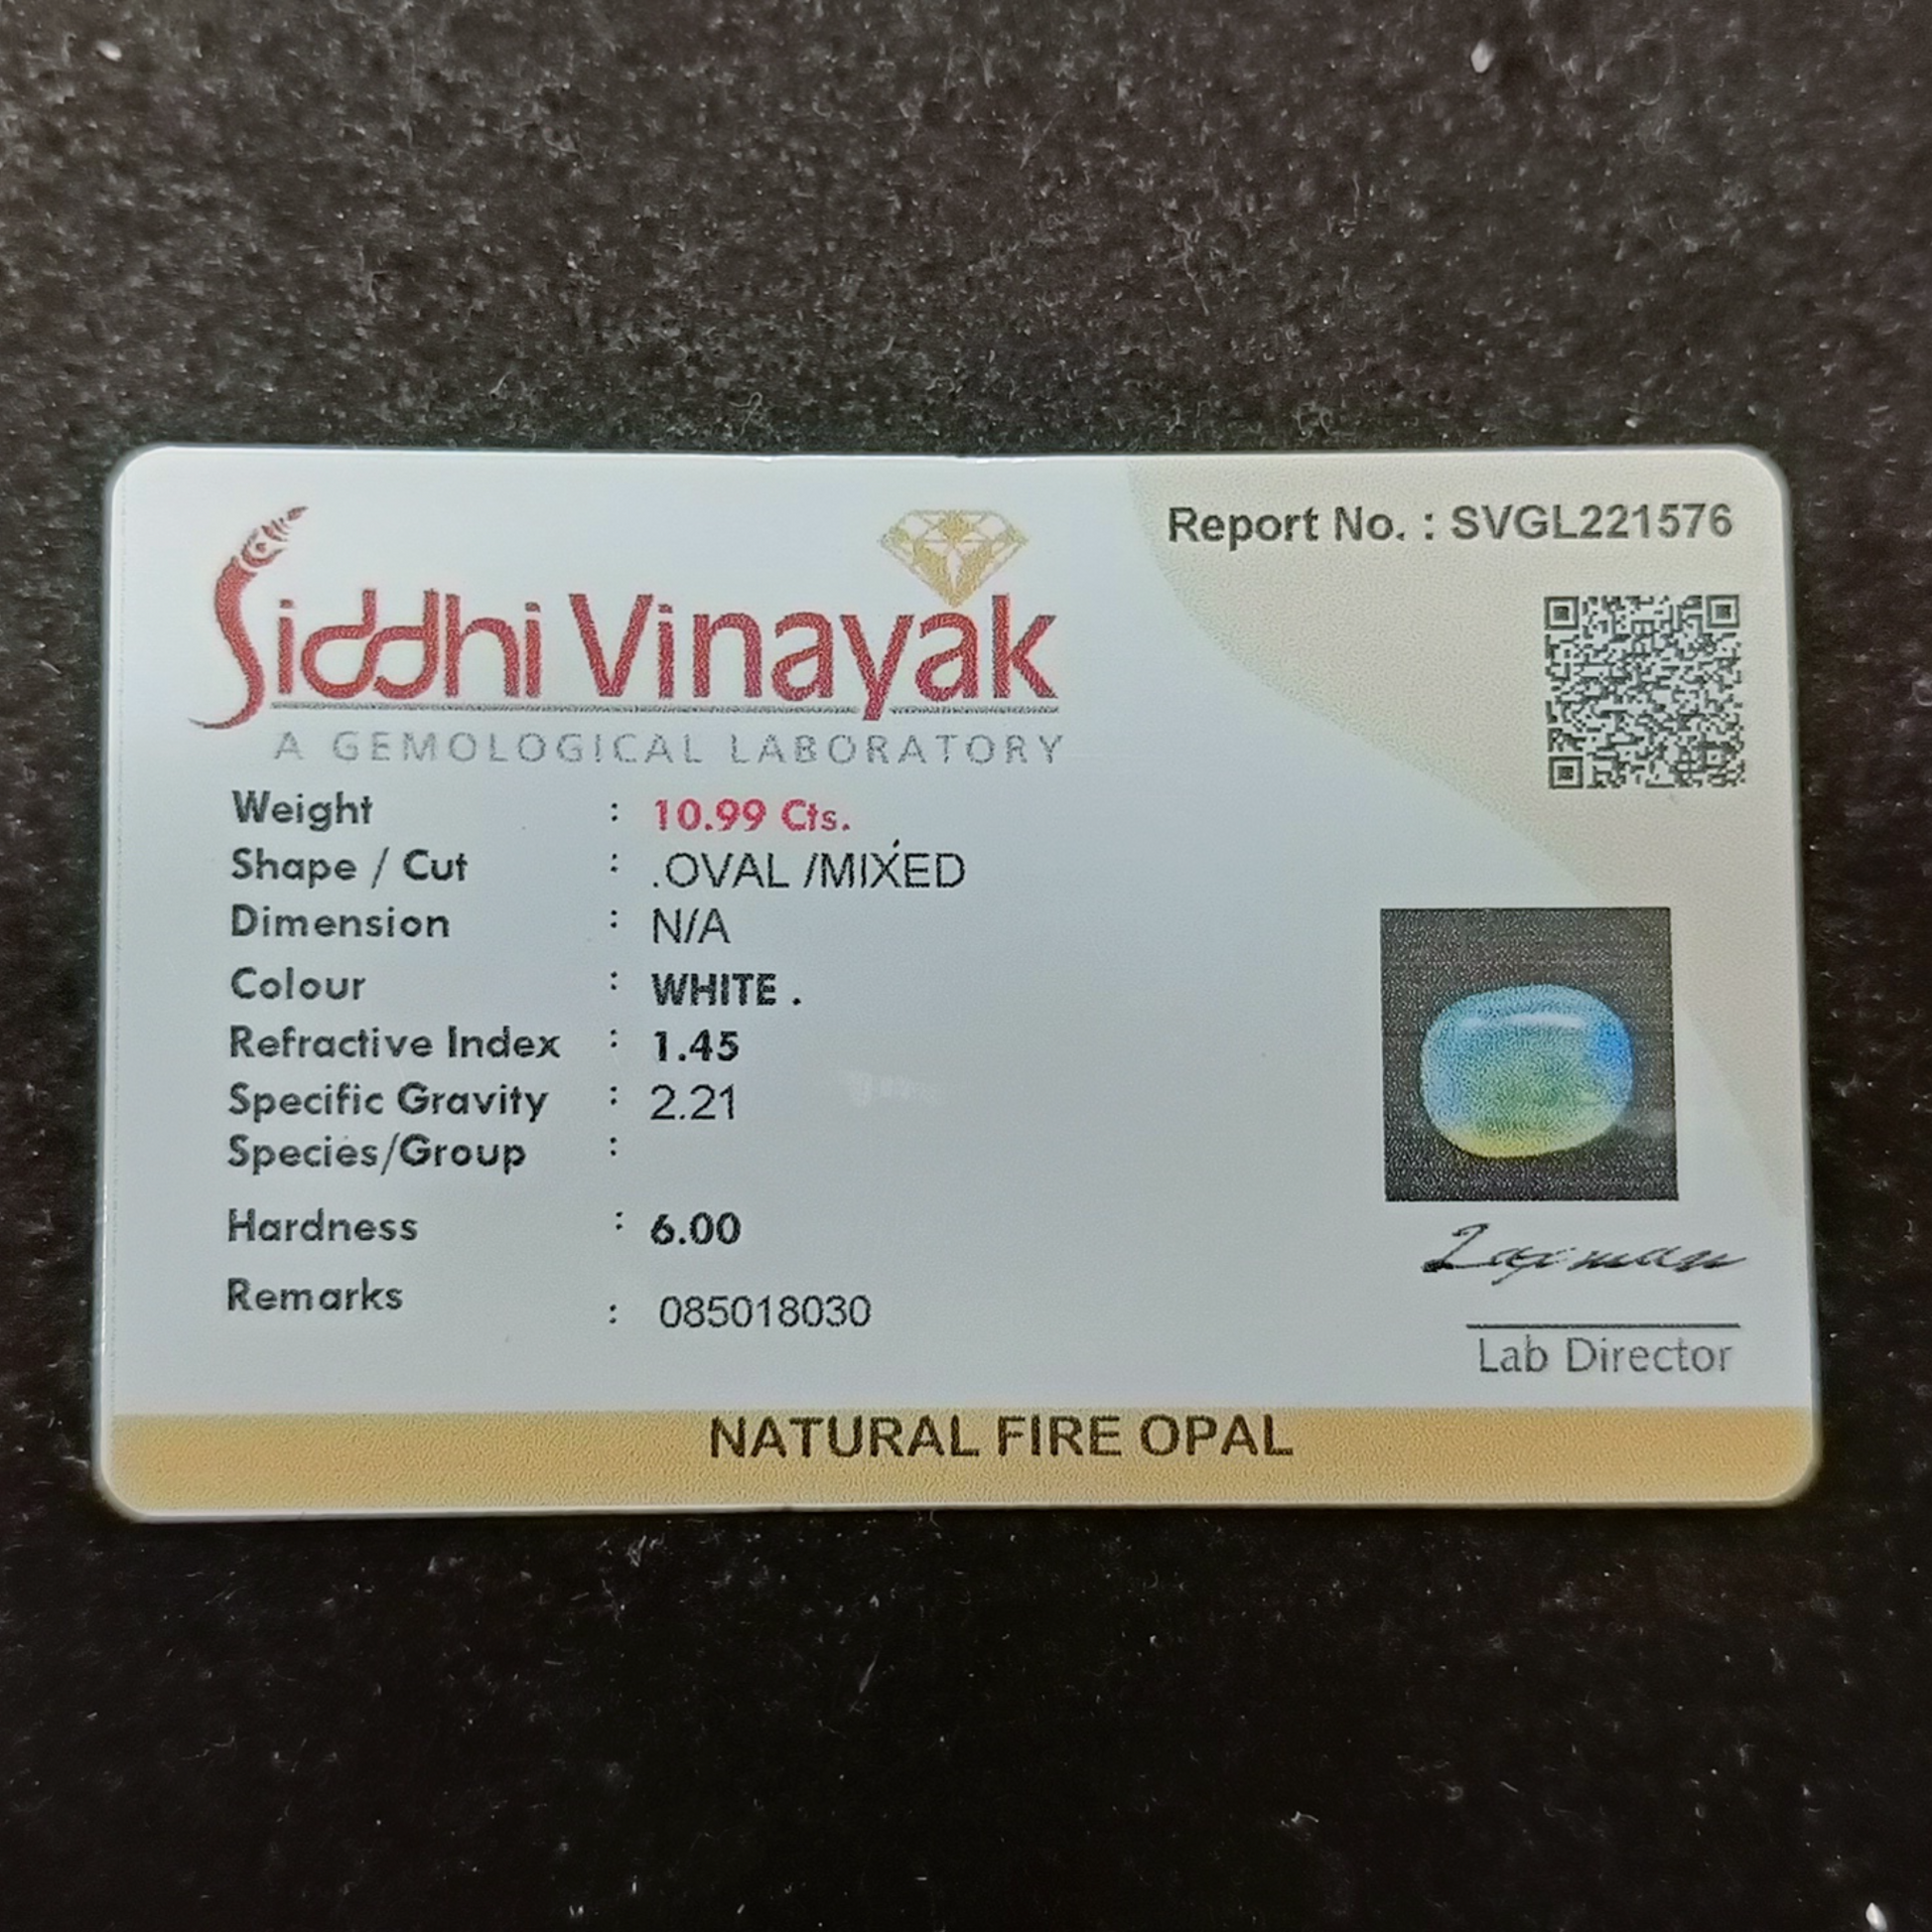 Report No. : SVGL221576
Siddhi Vinayak
A GEMOLOGICAL LABORATORY
Weight : 10.99 Cts.
Shape / Cut : .OVAL /MIXED
Dimension : N/A
Colour : WHITE .
Refractive Index : 1.45
Specific Gravity : 2.21
Species/Group :
Hardness : 6.00
Remarks : 085018030
Laxman
Lab Director
NATURAL FIRE OPAL